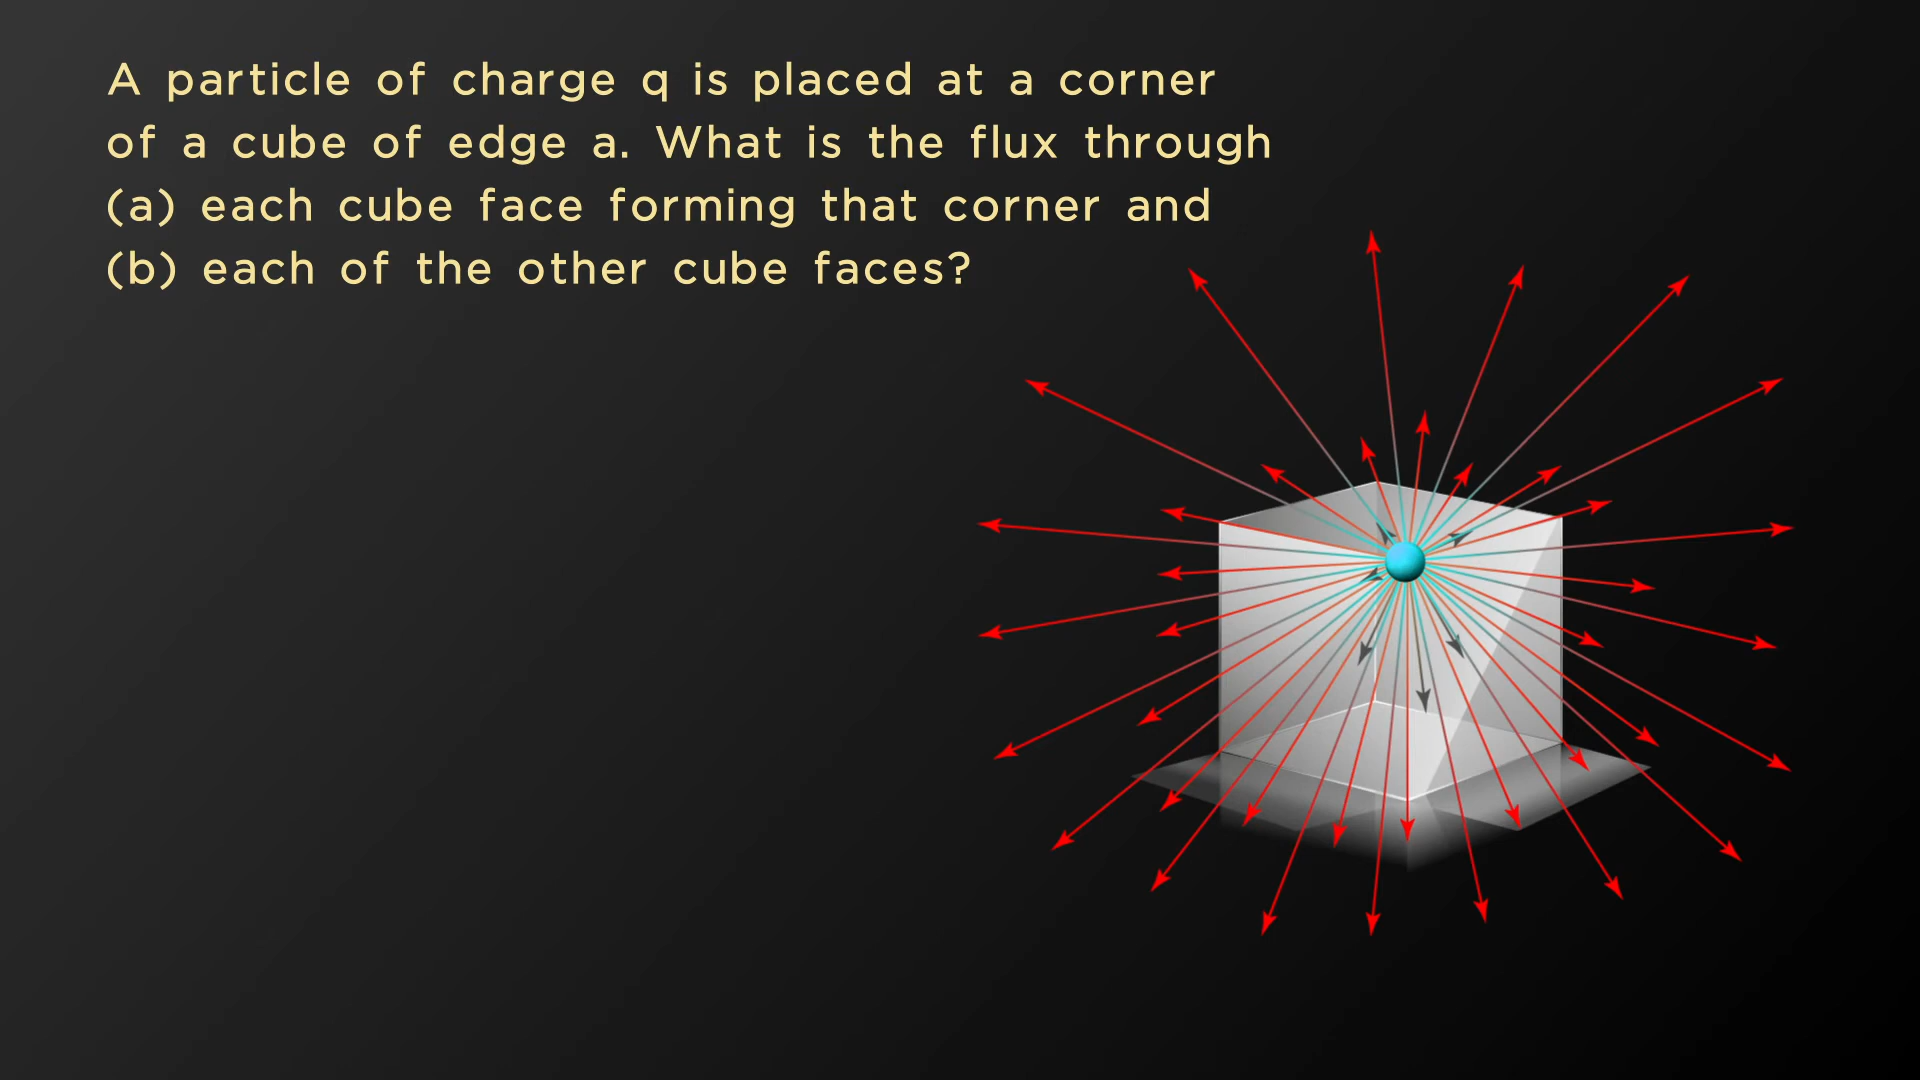 A particle of charge q is placed at a corner
of a cube of edge a. What is the flux through
(a) each cube face forming that corner and
(b) each of the other cube faces?